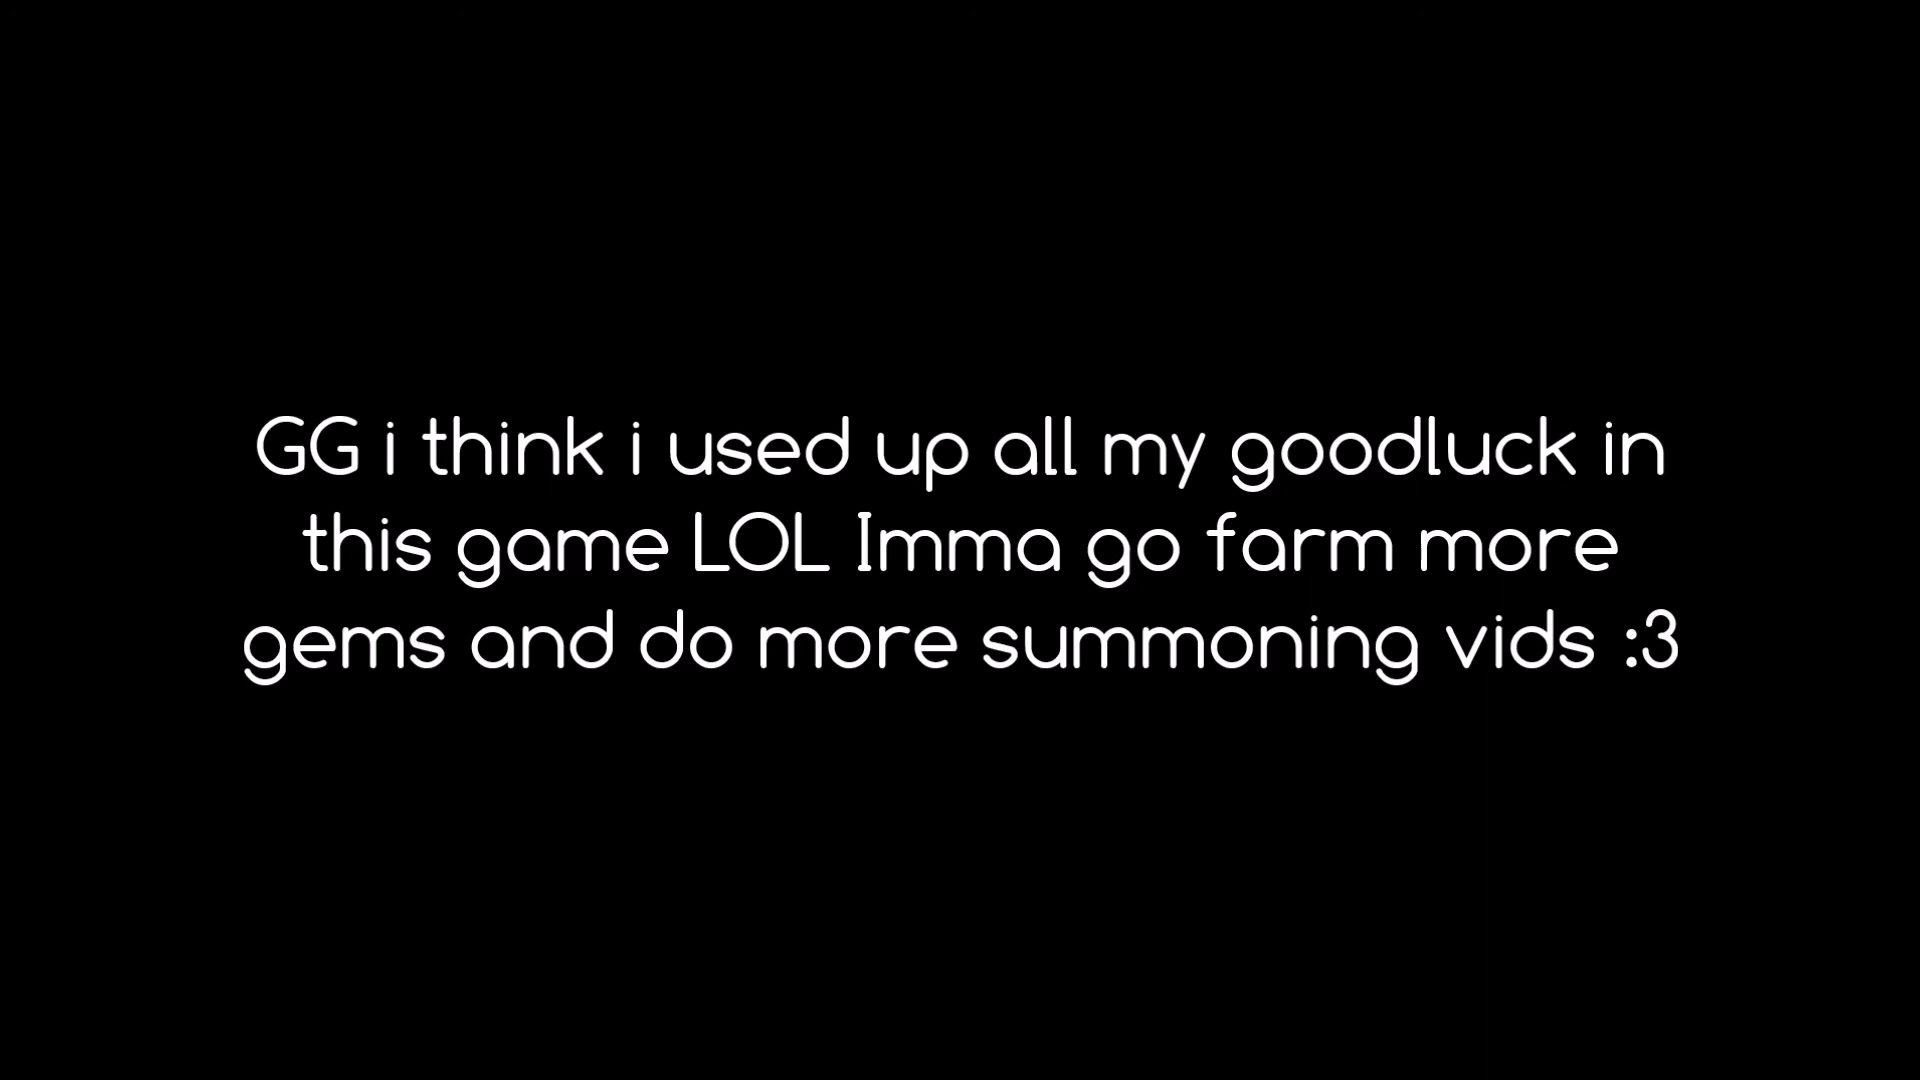 GG i think i used up all my goodluck in
this game LOL Imma go farm more
gems and do more summoning vids :3